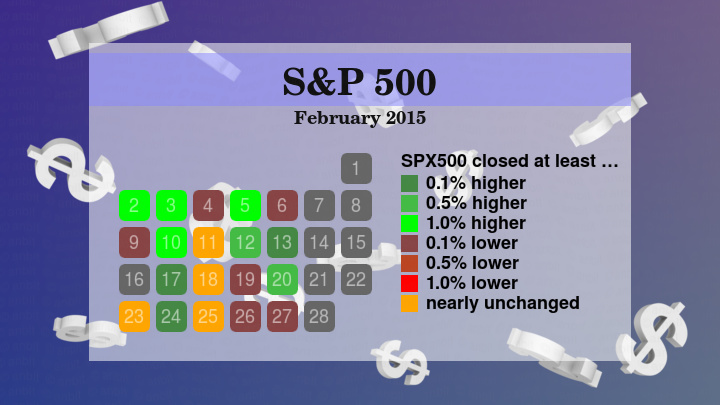 S&P 500
February 2015
1
2 3 4 5 6 7 8
9 10 11 12 13 14 15
16 17 18 19 20 21 22
23 24 25 26 27 28
SPX500 closed at least ...
0.1% higher
0.5% higher
1.0% higher
0.1% lower
0.5% lower
1.0% lower
nearly unchanged